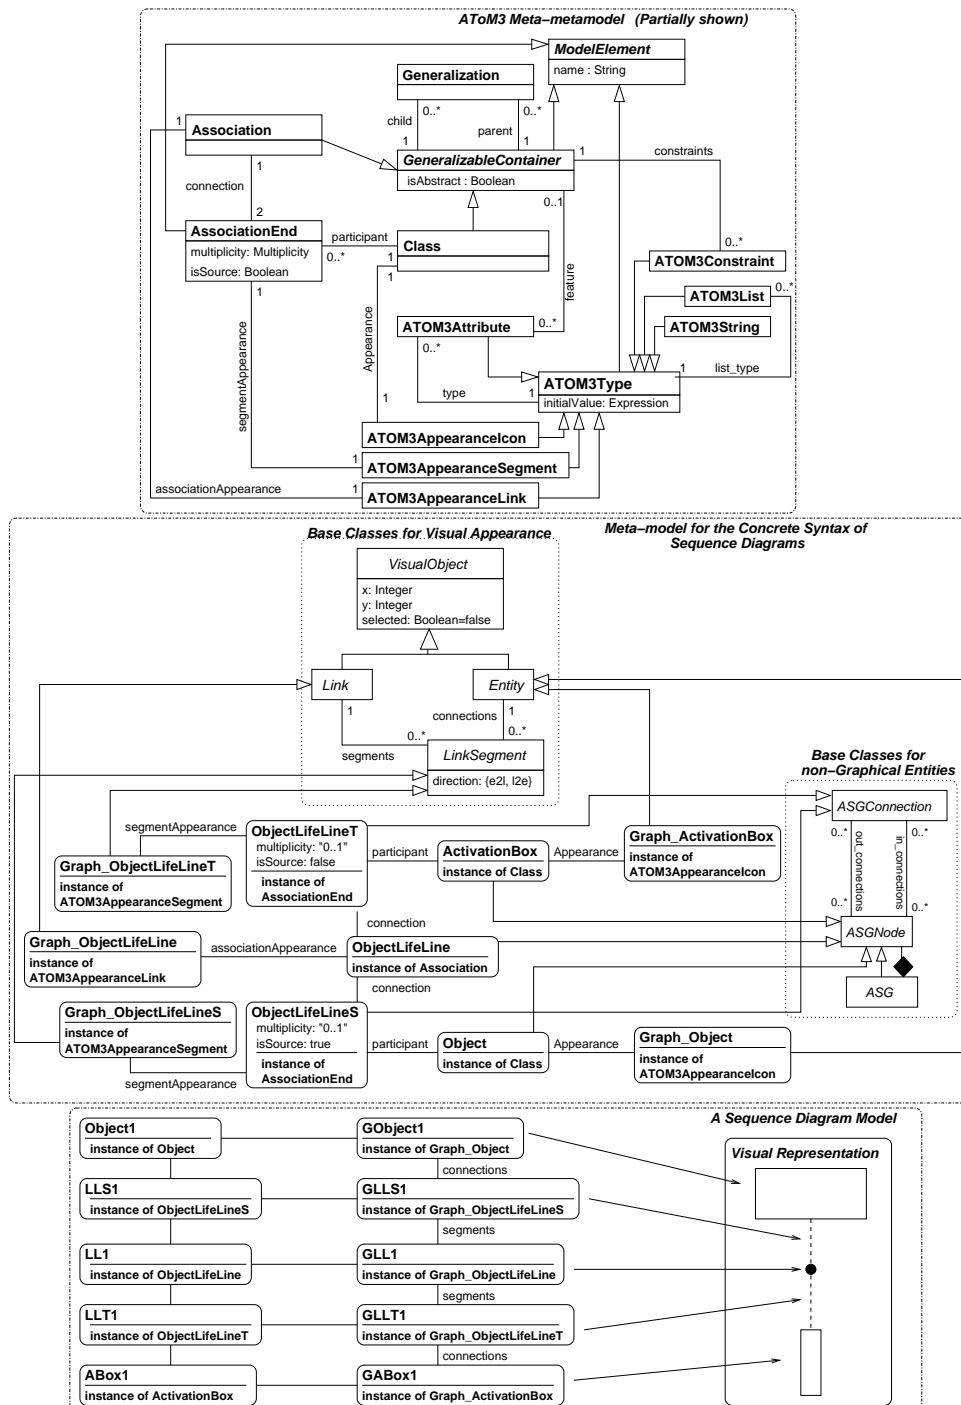 AToM3 Meta−metamodel (Partially shown)
ModelElement
name : String
Generalization
0..*
0..*
child
parent
1
1
1
Association
GeneralizableContainer
isAbstract : Boolean
1
constraints
1
connection
0..1
2
AssociationEnd
multiplicity: Multiplicity
isSource: Boolean
participant
0..*
1
Class
1
0..*
ATOM3Constraint
feature
ATOM3List
0..*
ATOM3String
1
segmentAppearance
Appearance
ATOM3Attribute
0..*
0..*
type
1
ATOM3Type
initialValue: Expression
1
list_type
1
ATOM3AppearanceIcon
1
ATOM3AppearanceSegment
associationAppearance
1
ATOM3AppearanceLink
Base Classes for Visual Appearance
Meta−model for the Concrete Syntax of
Sequence Diagrams
VisualObject
x: Integer
y: Integer
selected: Boolean=false
Link
Entity
1
connections
1
0..*
0..*
segments
LinkSegment
direction: {e2l, l2e}
Base Classes for
non−Graphical Entities
ASGConnection
0..*
0..*
out_connections
in_connections
0..*
0..*
ASGNode
ASG
segmentAppearance
ObjectLifeLineT
multiplicity: "0..1"
isSource: false
instance of
AssociationEnd
participant
ActivationBox
instance of Class
Appearance
Graph_ActivationBox
instance of
ATOM3AppearanceIcon
Graph_ObjectLifeLineT
instance of
ATOM3AppearanceSegment
connection
Graph_ObjectLifeLine
instance of
ATOM3AppearanceLink
associationAppearance
ObjectLifeLine
instance of Association
connection
Graph_ObjectLifeLineS
instance of
ATOM3AppearanceSegment
segmentAppearance
ObjectLifeLineS
multiplicity: "0..1"
isSource: true
instance of
AssociationEnd
participant
Object
instance of Class
Appearance
Graph_Object
instance of
ATOM3AppearanceIcon
A Sequence Diagram Model
Object1
instance of Object
GObject1
instance of Graph_Object
Visual Representation
connections
LLS1
instance of ObjectLifeLineS
GLLS1
instance of Graph_ObjectLifeLineS
segments
LL1
instance of ObjectLifeLine
GLL1
instance of Graph_ObjectLifeLine
segments
LLT1
instance of ObjectLifeLineT
GLLT1
instance of Graph_ObjectLifeLineT
connections
ABox1
instance of ActivationBox
GABox1
instance of Graph_ActivationBox